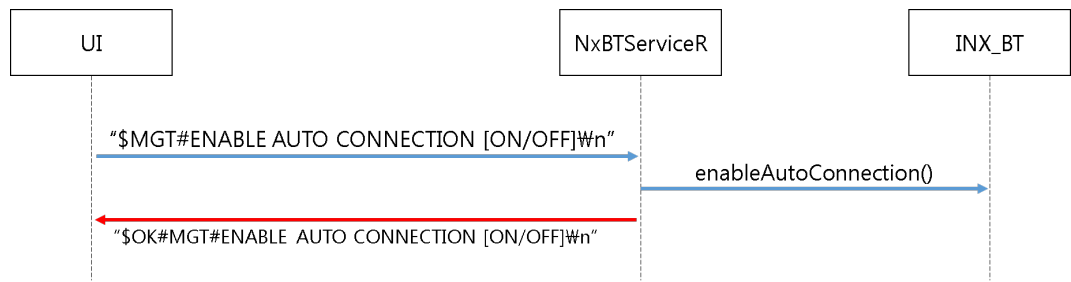 UI
NxBTServiceR
INX_BT
“$MGT#ENABLE AUTO CONNECTION [ON/OFF]₩n”
enableAutoConnection()
“$OK#MGT#ENABLE AUTO CONNECTION [ON/OFF]₩n“